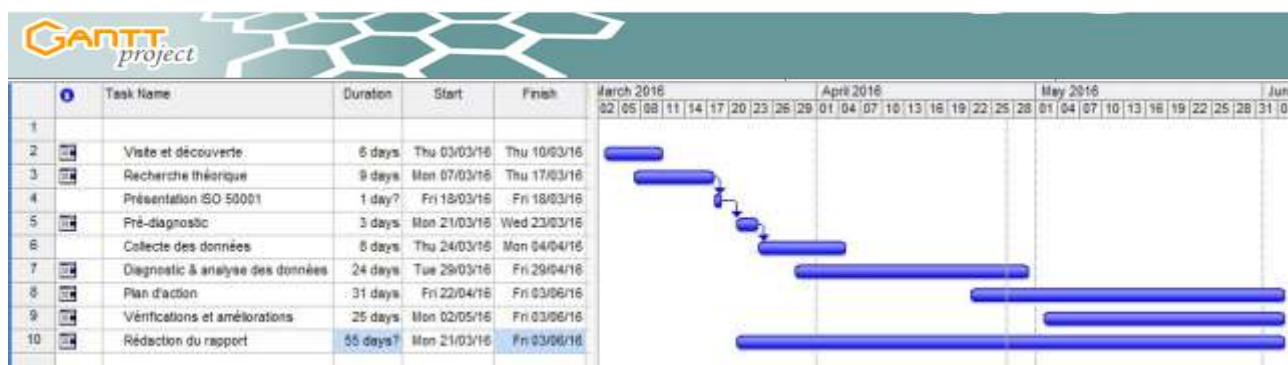 GANTT
project
Task Name Duration Start Finish March 2016 April 2016 May 2016 Jun
02 05 08 11 14 17 20 23 26 29 01 04 07 10 13 16 19 22 25 28 01 04 07 10 13 16 19 22 25 28 31 0
1
2 Visite et découverte 6 days Thu 03/03/16 Thu 10/03/16
3 Recherche théorique 9 days Mon 07/03/16 Thu 17/03/16
4 Présentation ISO 50001 1 day? Fri 18/03/16 Fri 18/03/16
5 Pré-diagnostic 3 days Mon 21/03/16 Wed 23/03/16
6 Collecte des données 8 days Thu 24/03/16 Mon 04/04/16
7 Diagnostic & analyse des données 24 days Tue 29/03/16 Fri 29/04/16
8 Plan d'action 31 days Fri 22/04/16 Fri 03/06/16
9 Vérifications et améliorations 25 days Mon 02/05/16 Fri 03/06/16
10 Rédaction du rapport 55 days? Mon 21/03/16 Fri 03/06/16